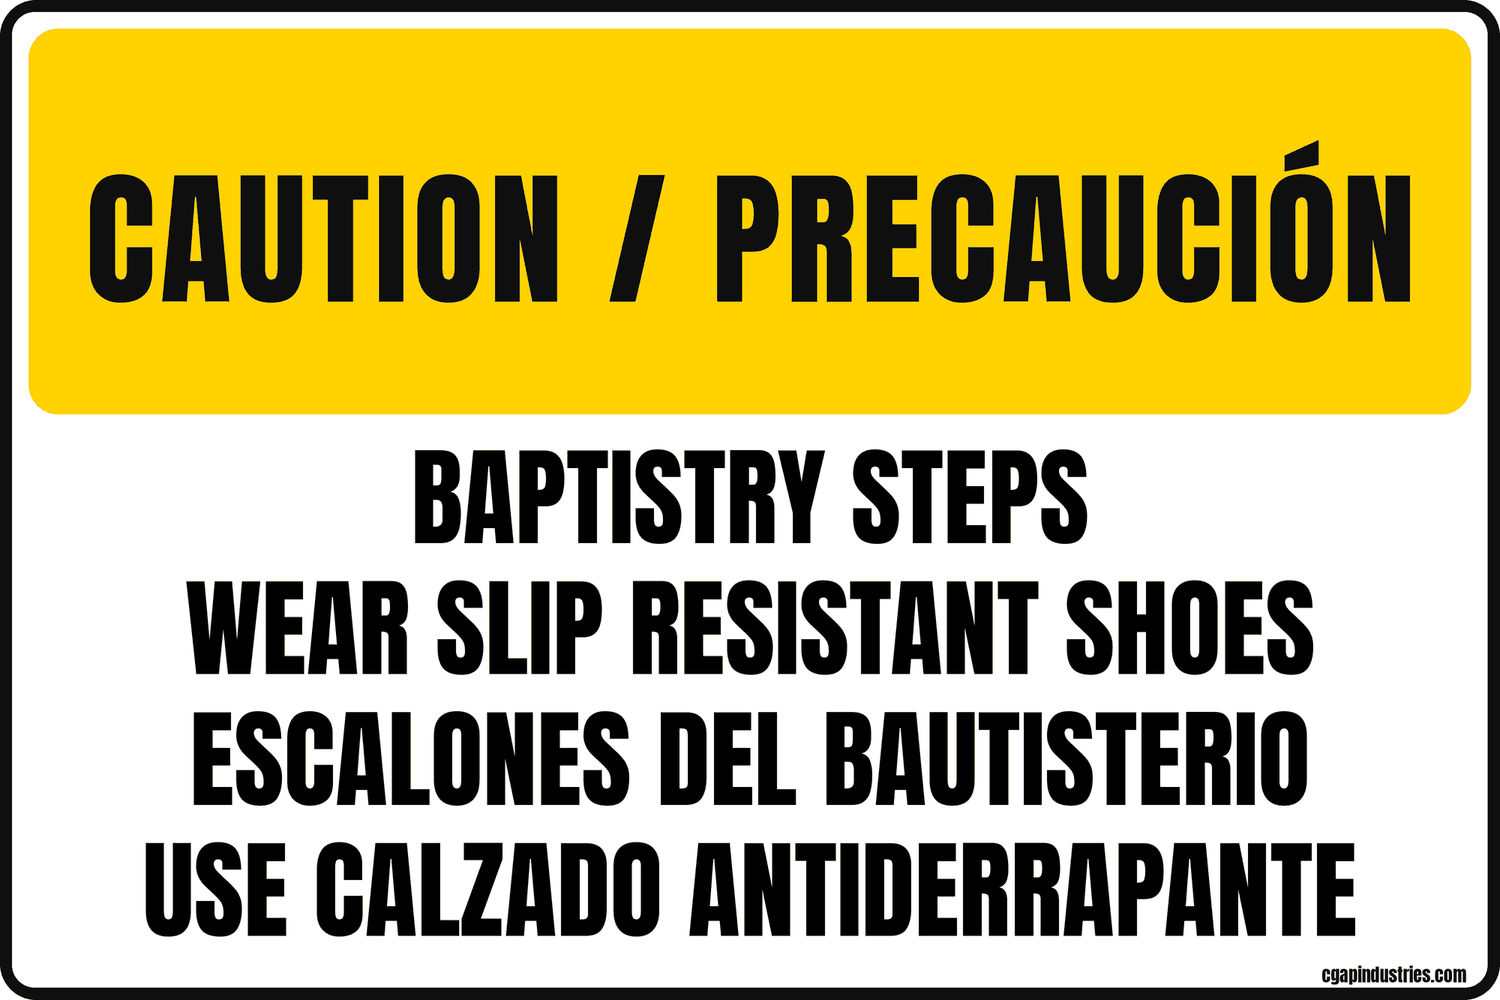 CAUTION / PRECAUCIÓN
BAPTISTRY STEPS
WEAR SLIP RESISTANT SHOES
ESCALONES DEL BAUTISTERIO
USE CALZADO ANTIDERRAPANTE
cgapindustries.com